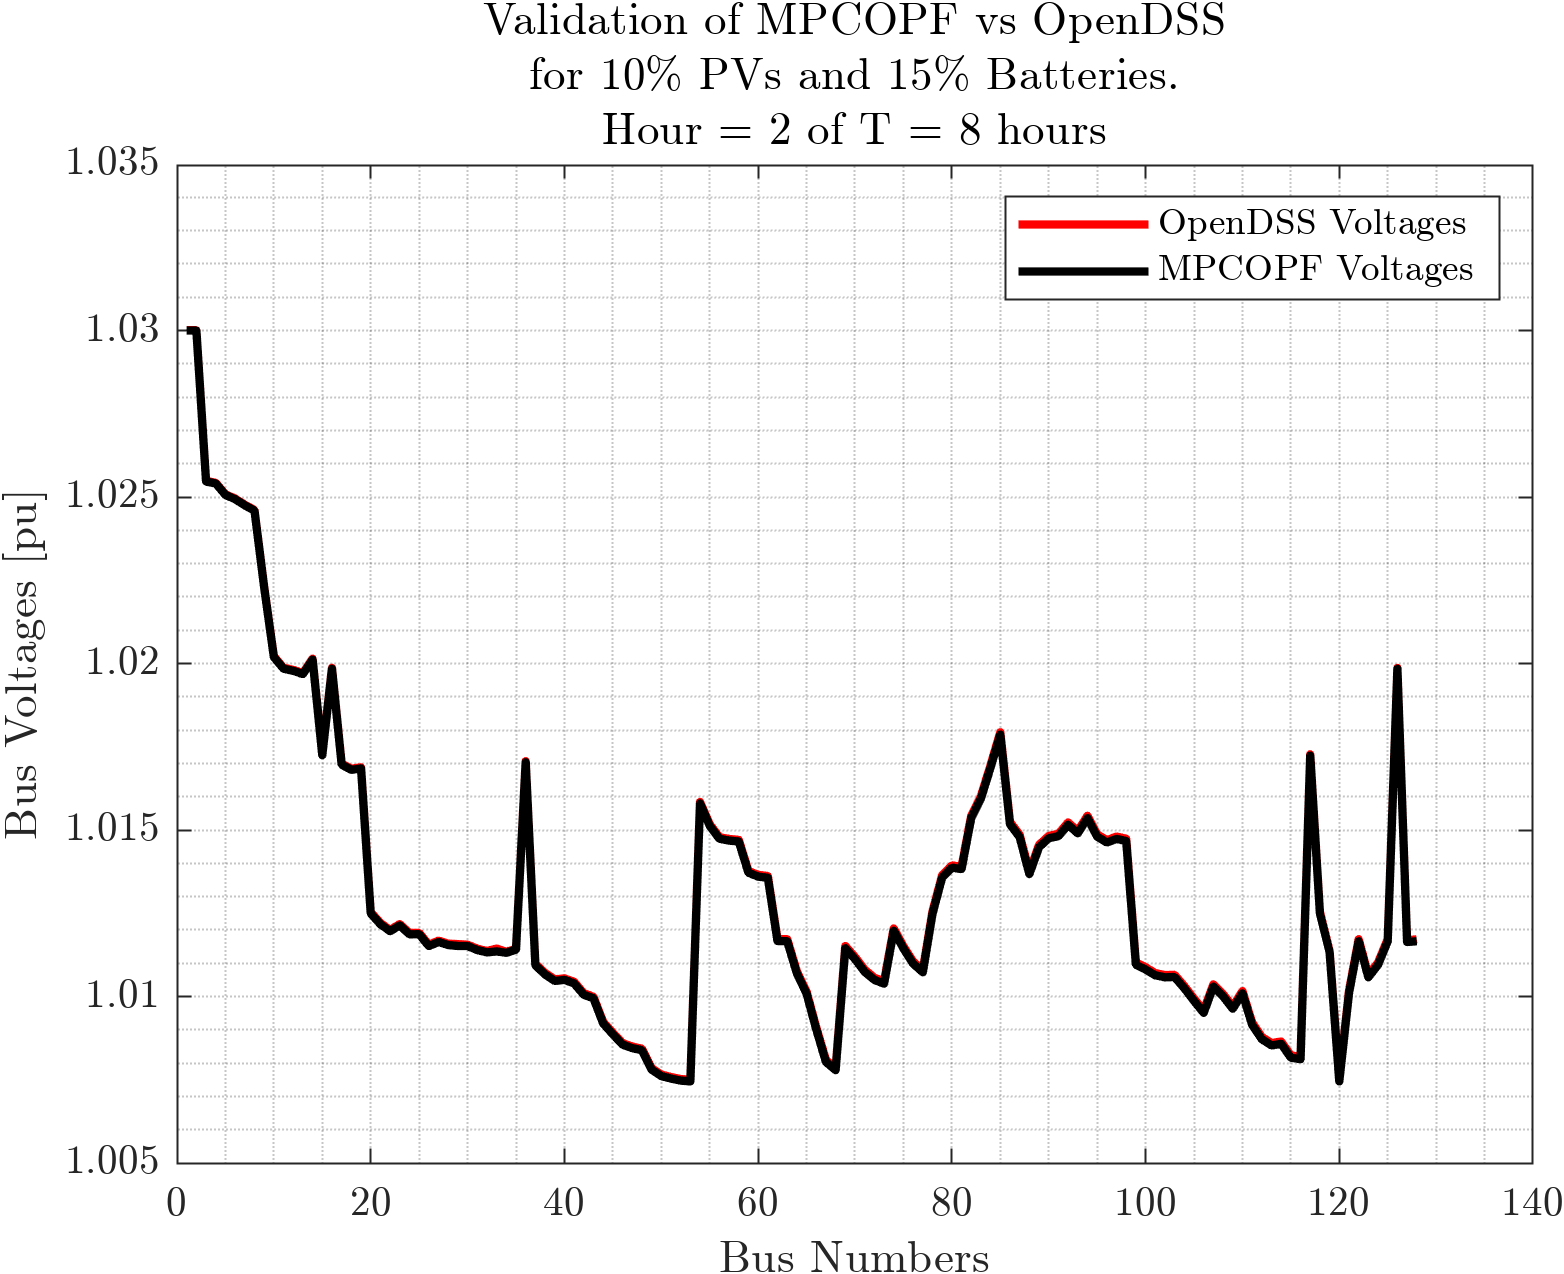 Validation of MPCOPF vs OpenDSS
for 10% PVs and 15% Batteries.
Hour = 2 of T = 8 hours
OpenDSS Voltages
MPCOPF Voltages
Bus Voltages [pu]
1.035
1.03
1.025
1.02
1.015
1.01
1.005
0 20 40 60 80 100 120 140
Bus Numbers